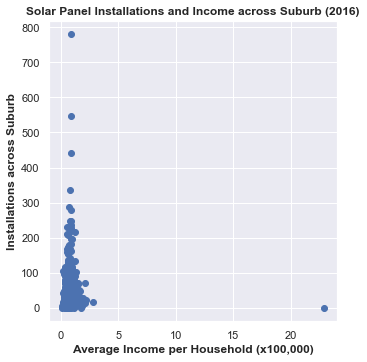 Solar Panel Installations and Income across Suburb (2016)
800
700
600
500
400
300
200
100
0
Installations across Suburb
0 5 10 15 20
Average Income per Household (x100,000)